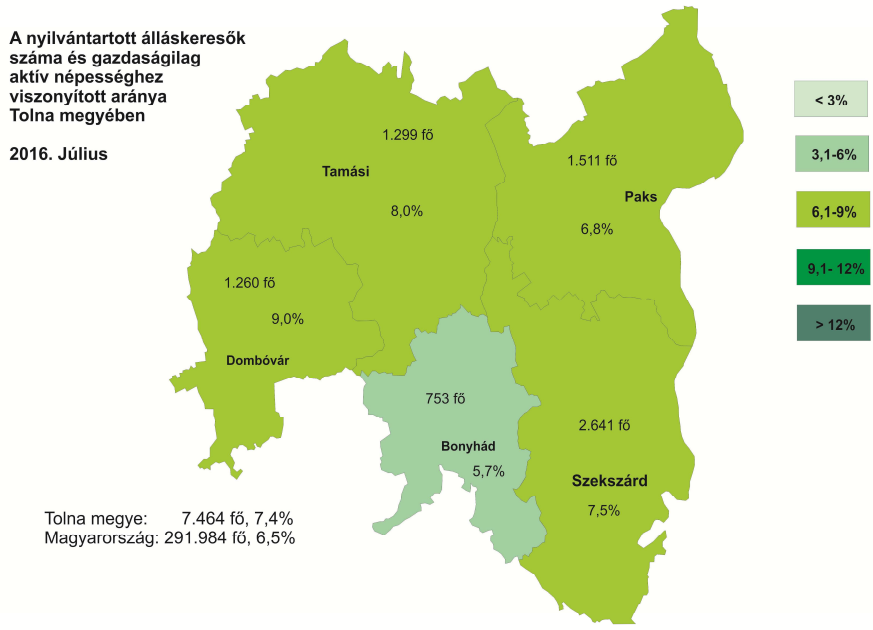 A nyilvántartott álláskeresők
száma és gazdaságilag
aktív népességhez
viszonyított aránya
Tolna megyében
2016. Július
1.299 fő
Tamási
8,0%
1.511 fő
Paks
6,8%
1.260 fő
9,0%
Dombóvár
753 fő
Bonyhád
5,7%
2.641 fő
Szekszárd
7,5%
< 3%
3,1-6%
6,1-9%
9,1- 12%
> 12%
Tolna megye: 7.464 fő, 7,4%
Magyarország: 291.984 fő, 6,5%